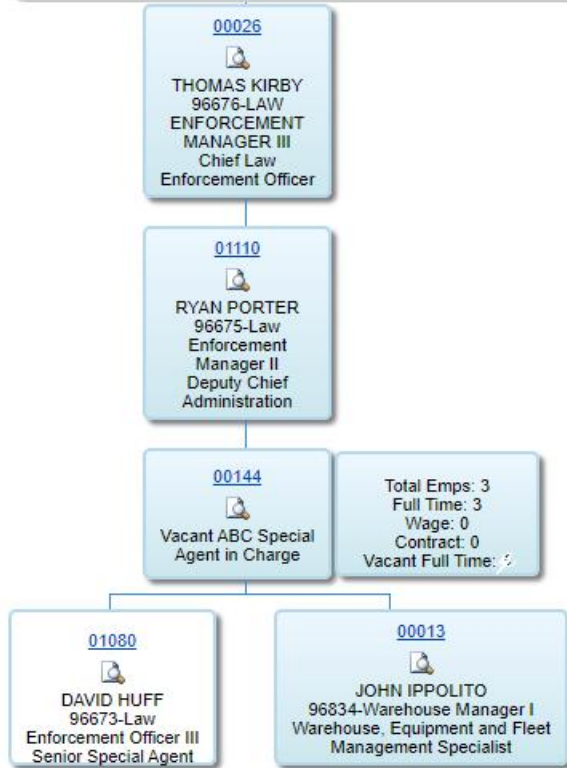 00026
THOMAS KIRBY
96676-LAW
ENFORCEMENT
MANAGER III
Chief Law
Enforcement Officer
01110
RYAN PORTER
96675-Law
Enforcement
Manager II
Deputy Chief
Administration
00144
Vacant ABC Special
Agent in Charge
Total Emps: 3
Full Time: 3
Wage: 0
Contract: 0
Vacant Full Time:
01080
DAVID HUFF
96673-Law
Enforcement Officer III
Senior Special Agent
00013
JOHN IPPOLITO
96834-Warehouse Manager I
Warehouse, Equipment and Fleet
Management Specialist